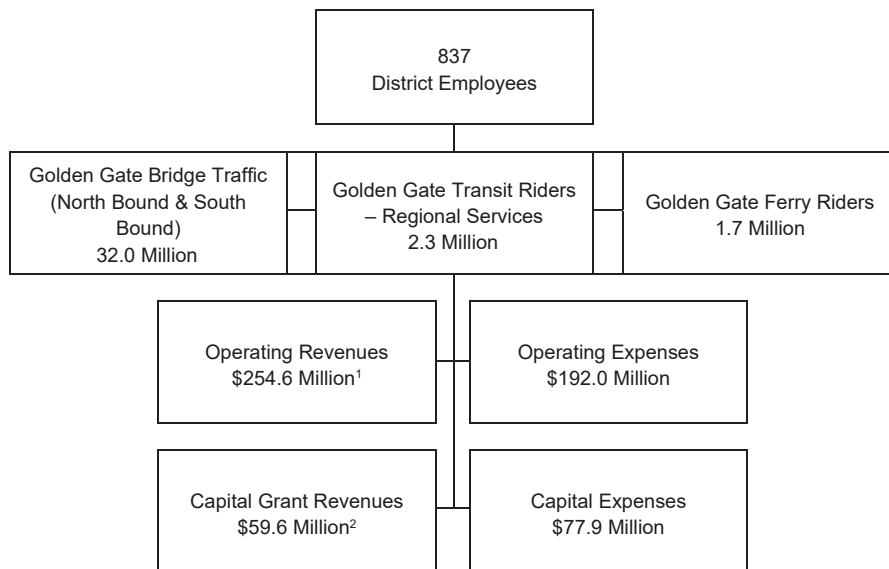 837
District Employees
Golden Gate Bridge Traffic
(North Bound & South
Bound)
32.0 Million
Golden Gate Transit Riders
– Regional Services
2.3 Million
Golden Gate Ferry Riders
1.7 Million
Operating Revenues
$254.6 Million¹
Operating Expenses
$192.0 Million
Capital Grant Revenues
$59.6 Million²
Capital Expenses
$77.9 Million